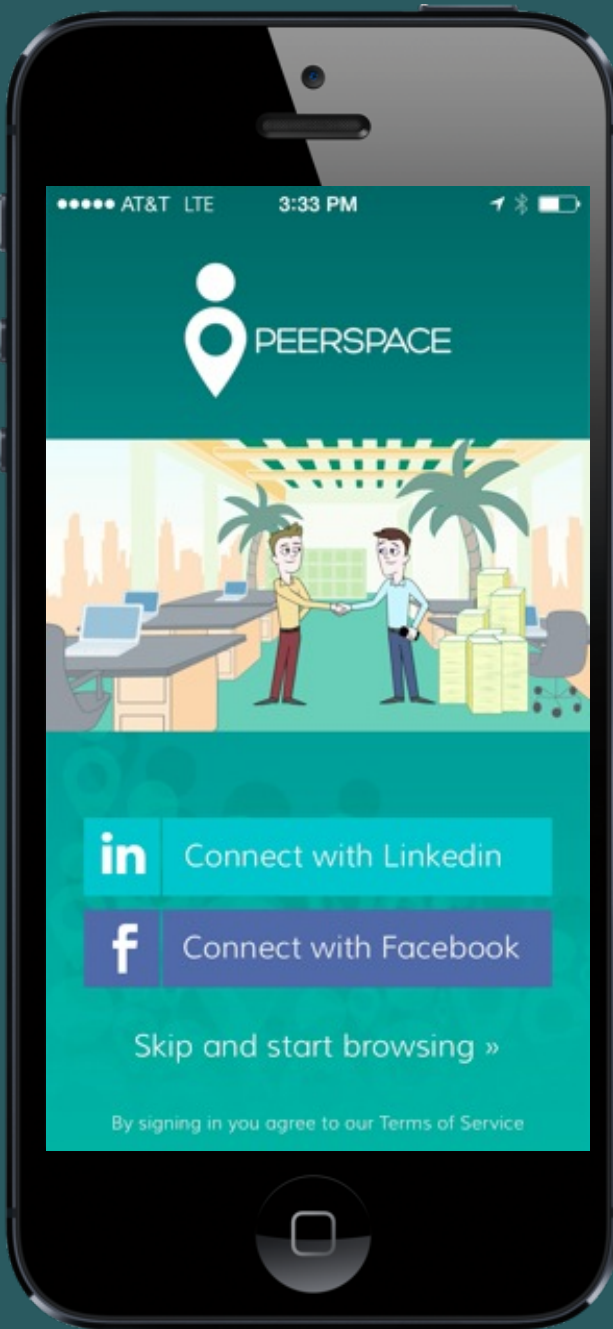 AT&T LTE 3:33 PM
PEERSPACE
in Connect with Linkedin
f Connect with Facebook
Skip and start browsing »
By signing in you agree to our Terms of Service